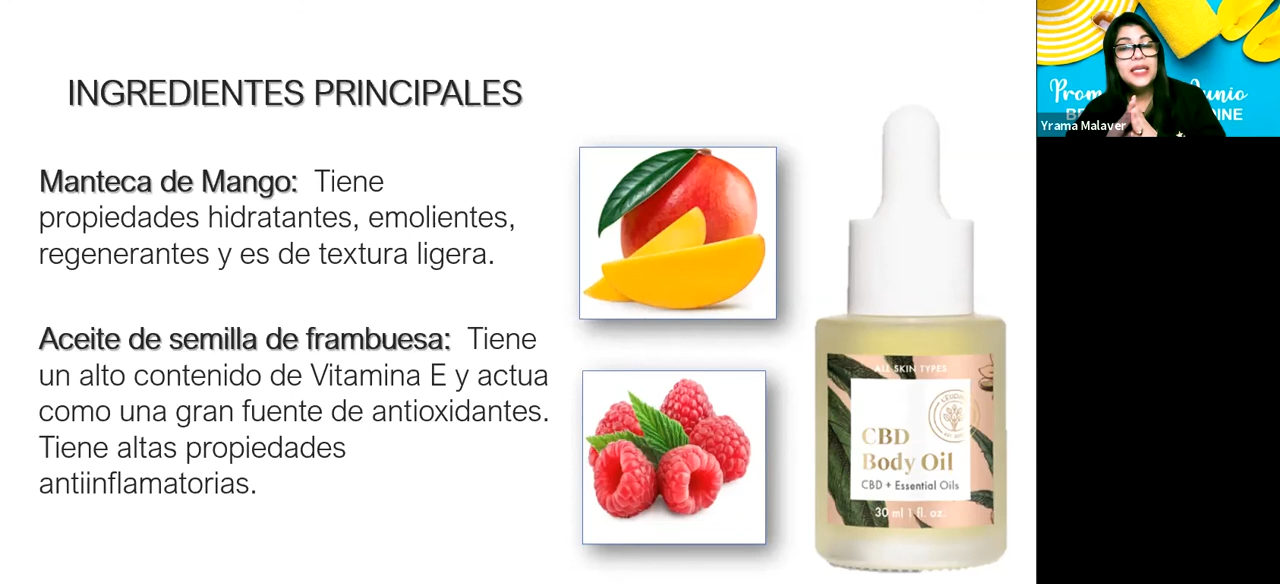 INGREDIENTES PRINCIPALES
Manteca de Mango: Tiene
propiedades hidratantes, emolientes,
regenerantes y es de textura ligera.
Aceite de semilla de frambuesa: Tiene
un alto contenido de Vitamina E y actua
como una gran fuente de antioxidantes.
Tiene altas propiedades
antiinflamatorias.
ALL SKIN TYPES
CBD
Body Oil
CBD + Essential Oils
30 ml 1 fl. oz.
Yrama Malaver